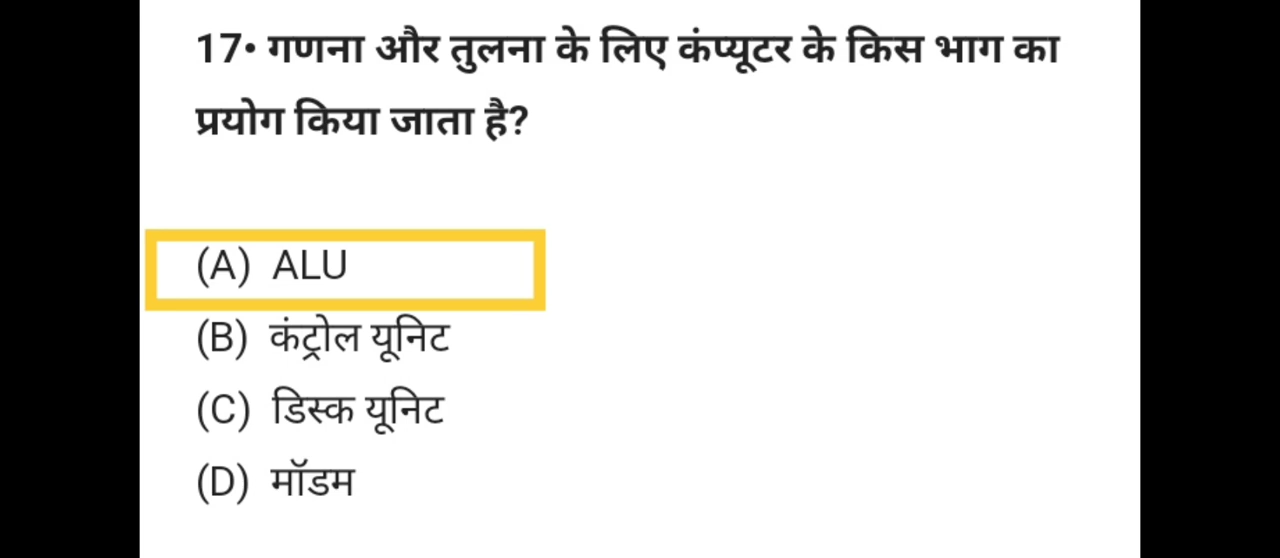 17• गणना और तुलना के लिए कंप्यूटर के किस भाग का
प्रयोग किया जाता है?
(A) ALU
(B) कंट्रोल यूनिट
(C) डिस्क यूनिट
(D) मॉडम